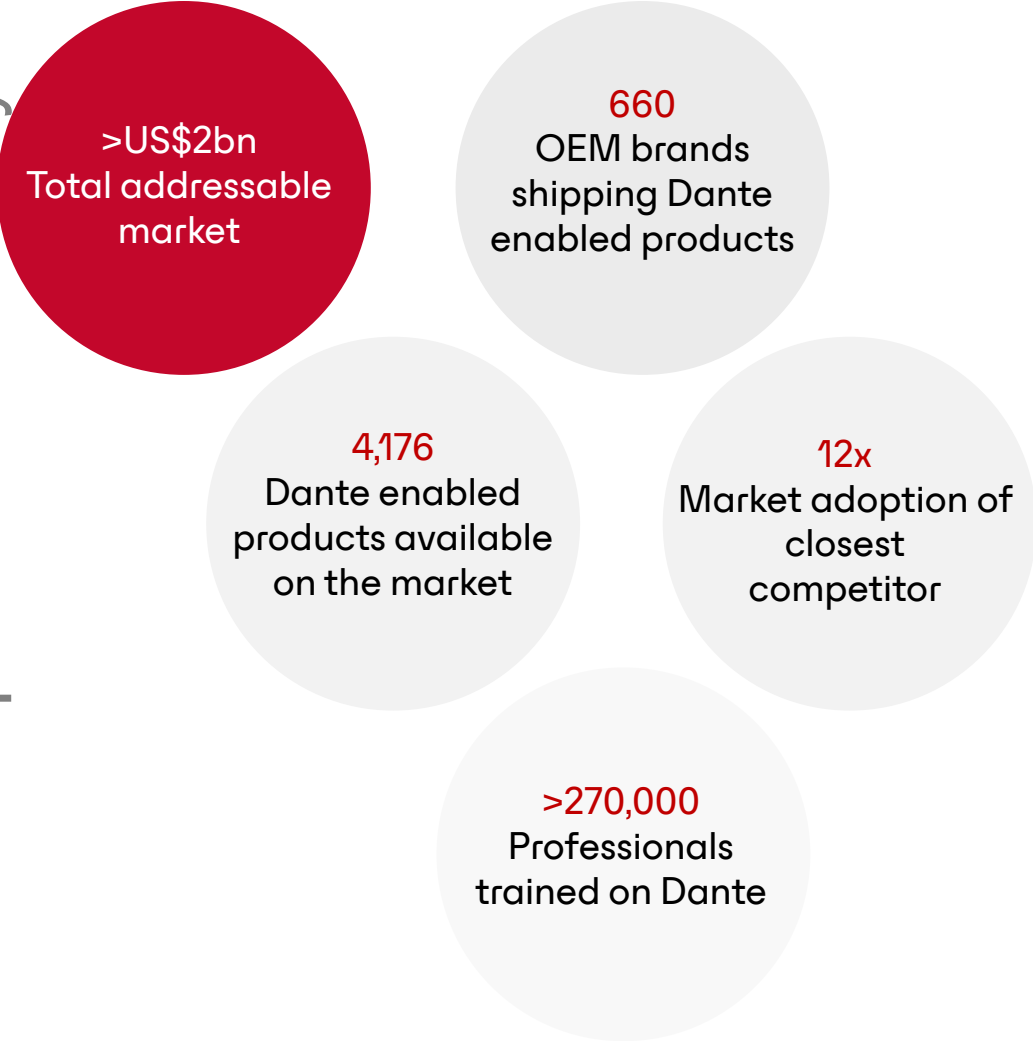 >US$2bn
Total addressable
market
660
OEM brands
shipping Dante
enabled products
4,176
Dante enabled
products available
on the market
12x
Market adoption of
closest
competitor
>270,000
Professionals
trained on Dante